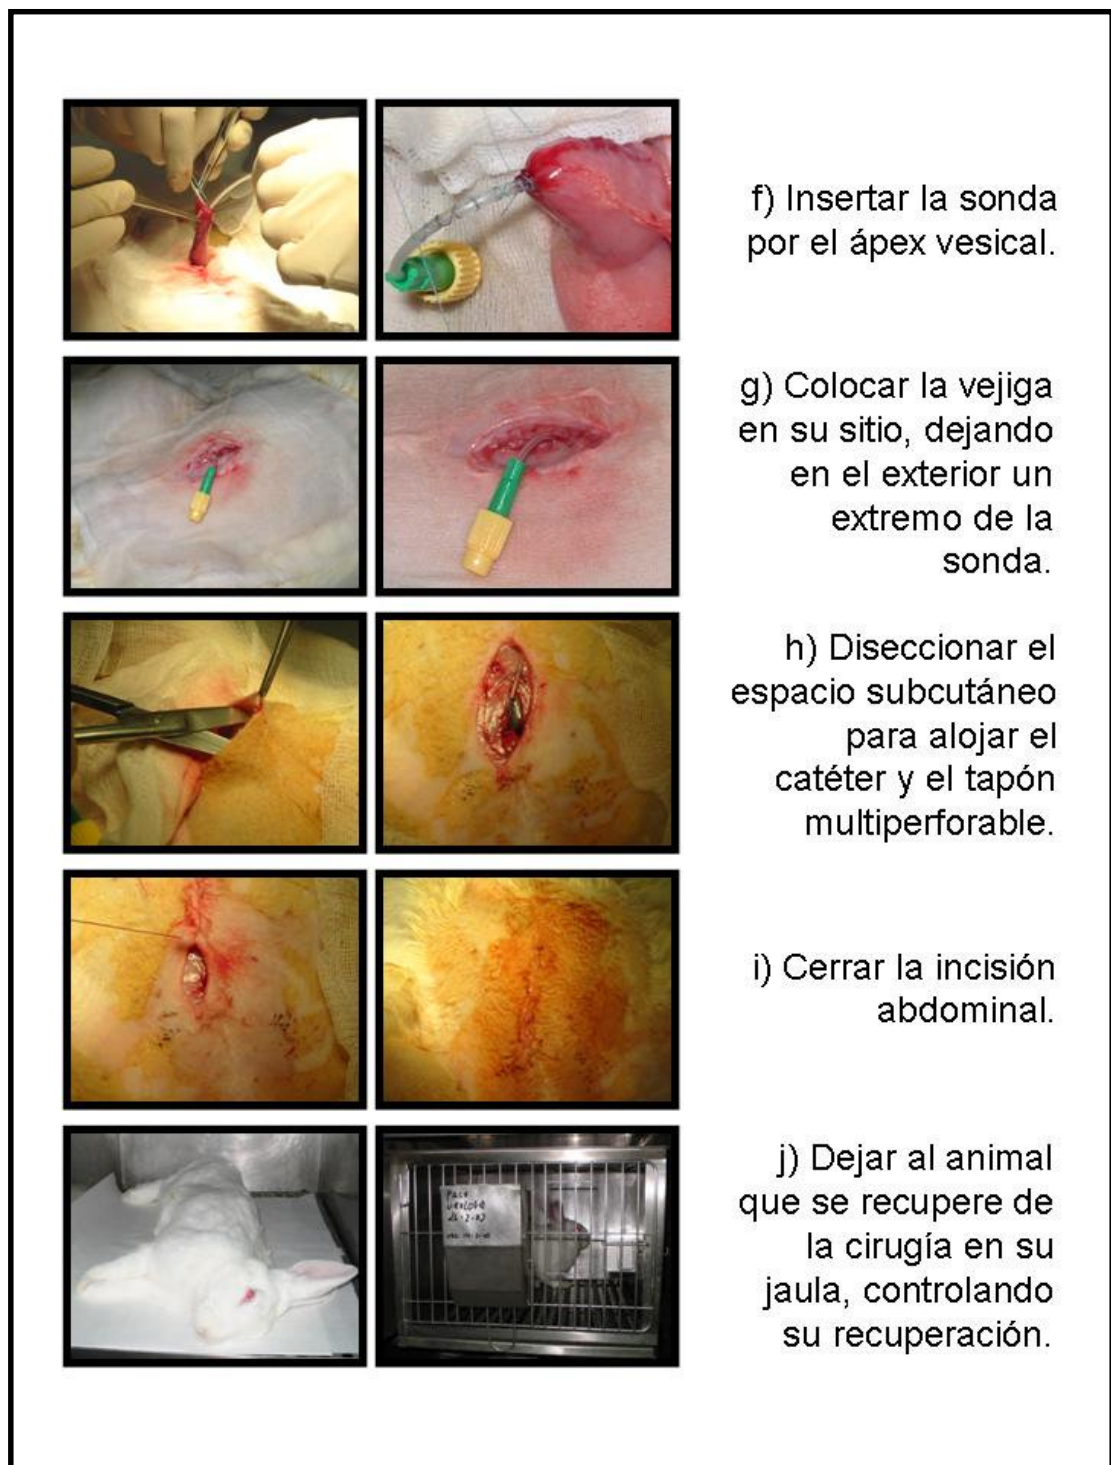 f) Insertar la sonda
por el ápex vesical.
g) Colocar la vejiga
en su sitio, dejando
en el exterior un
extremo de la
sonda.
h) Diseccionar el
espacio subcutáneo
para alojar el
catéter y el tapón
multiperforable.
i) Cerrar la incisión
abdominal.
j) Dejar al animal
que se recupere de
la cirugía en su
jaula, controlando
su recuperación.